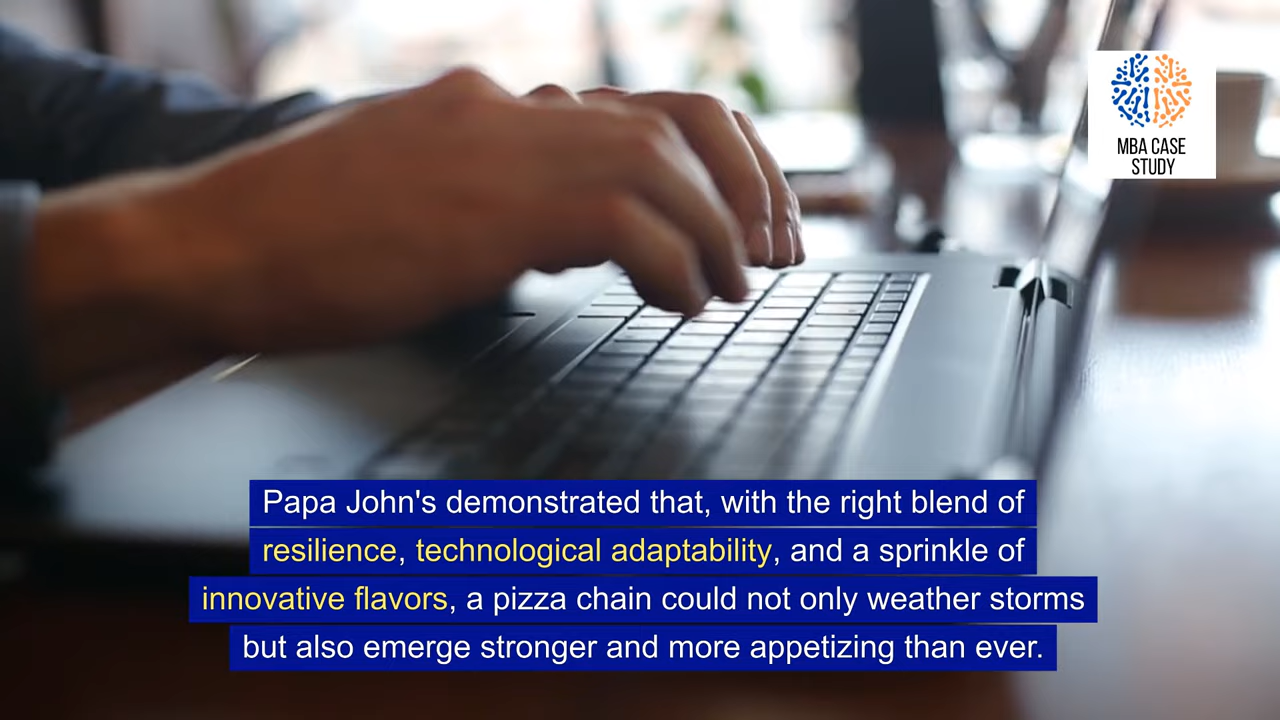 MBA CASE
STUDY
Papa John's demonstrated that, with the right blend of
resilience, technological adaptability, and a sprinkle of
innovative flavors, a pizza chain could not only weather storms
but also emerge stronger and more appetizing than ever.